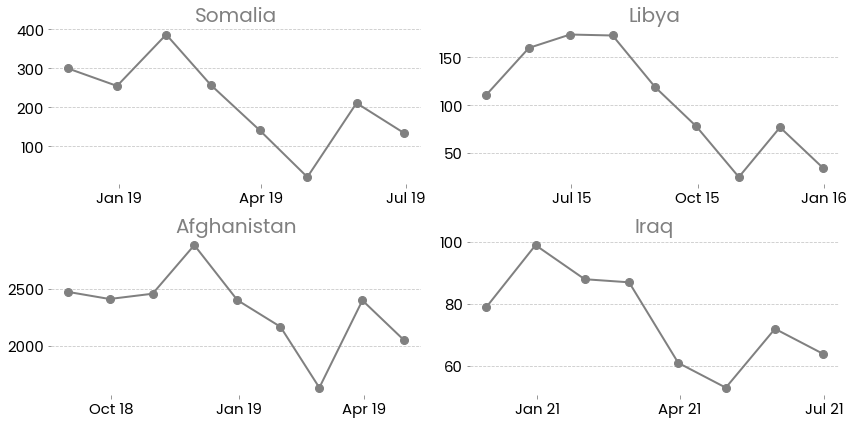 Somalia
400
300
200
100
Jan 19 Apr 19 Jul 19
Libya
150
100
50
Jul 15 Oct 15 Jan 16
Afghanistan
2500
2000
Oct 18 Jan 19 Apr 19
Iraq
100
80
60
Jan 21 Apr 21 Jul 21